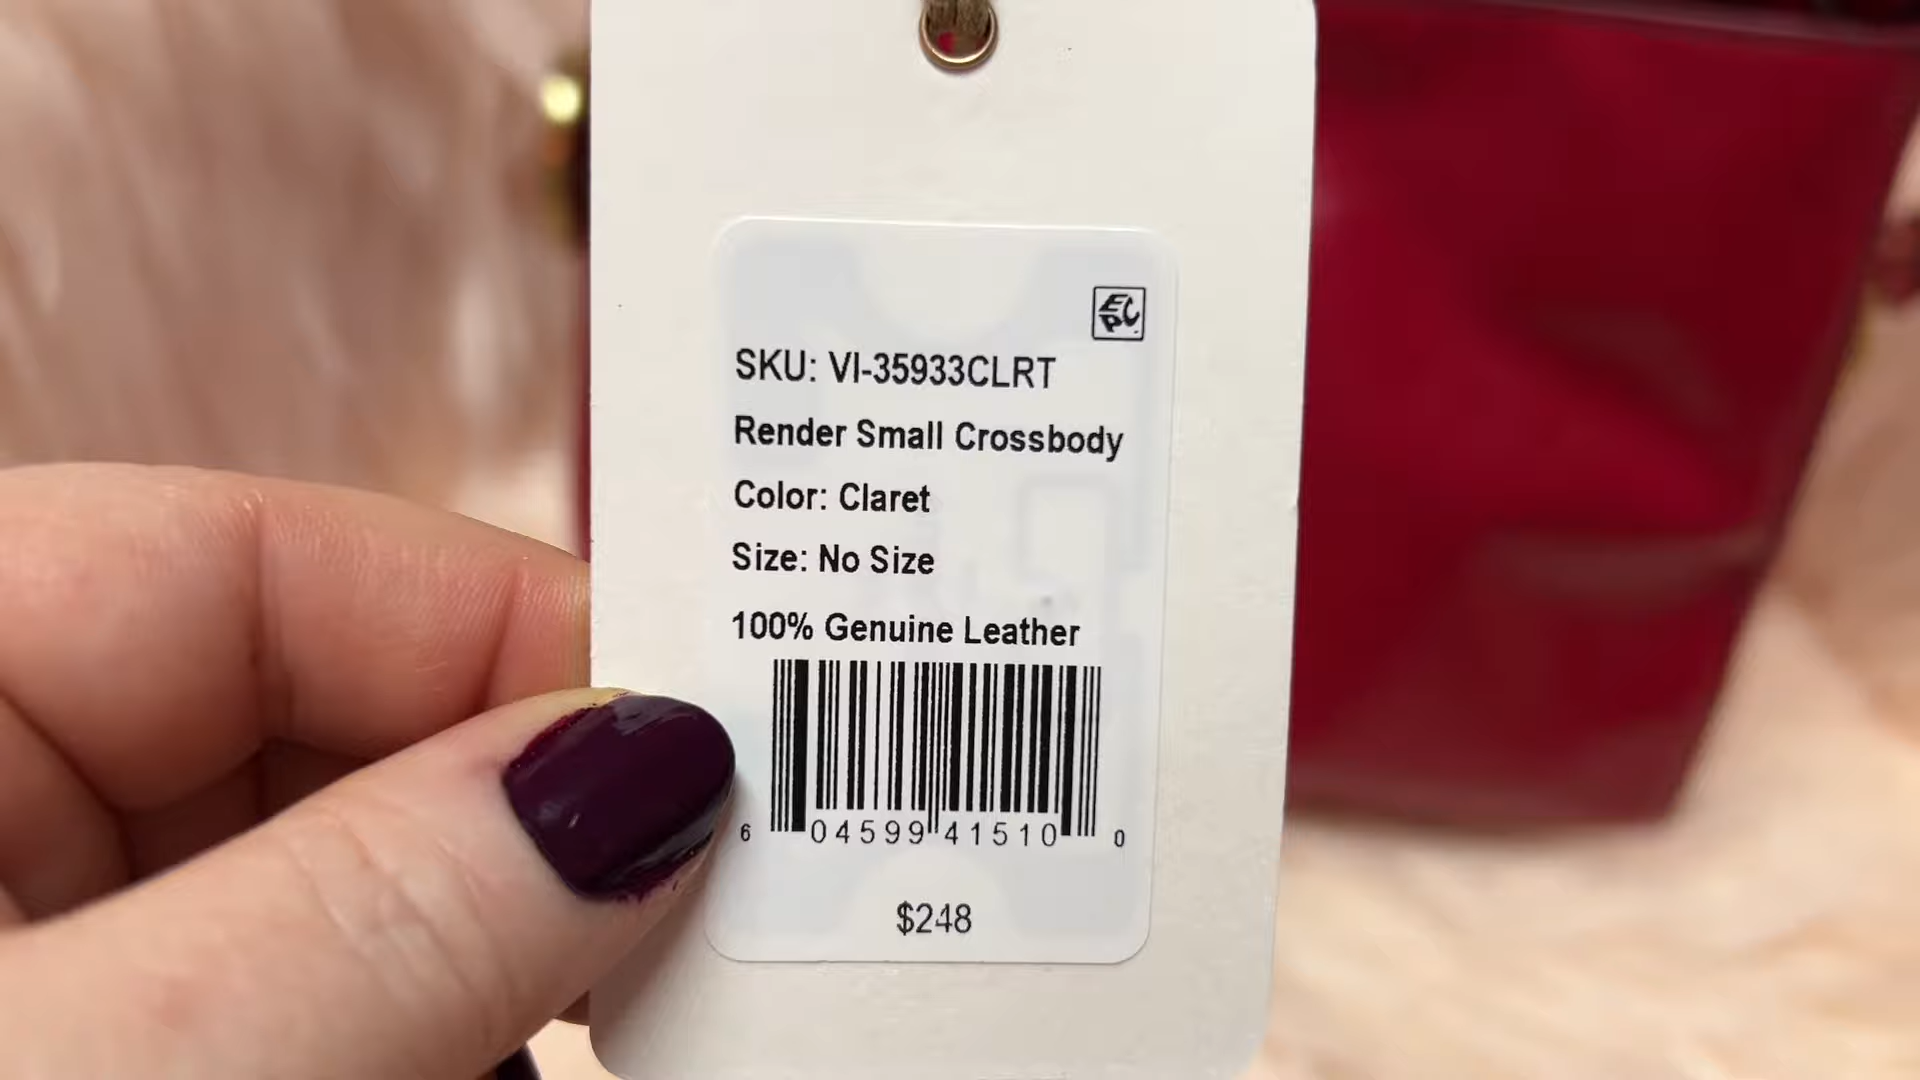 EPC
SKU: VI-35933CLRT
Render Small Crossbody
Color: Claret
Size: No Size
100% Genuine Leather
6 04599 41510 0
$248